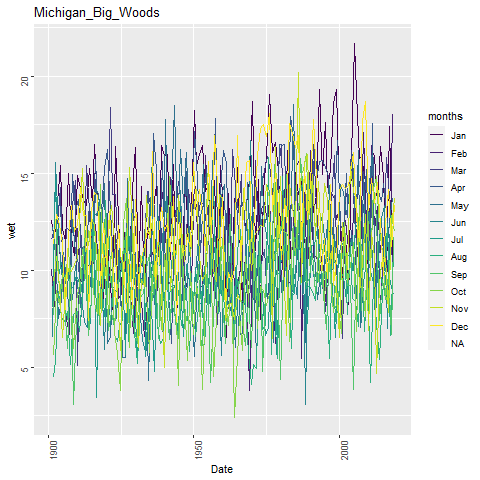 Michigan_Big_Woods
20
15
10
5
wet
1900
1950
2000
Date
months
Jan
Feb
Mar
Apr
May
Jun
Jul
Aug
Sep
Oct
Nov
Dec
NA